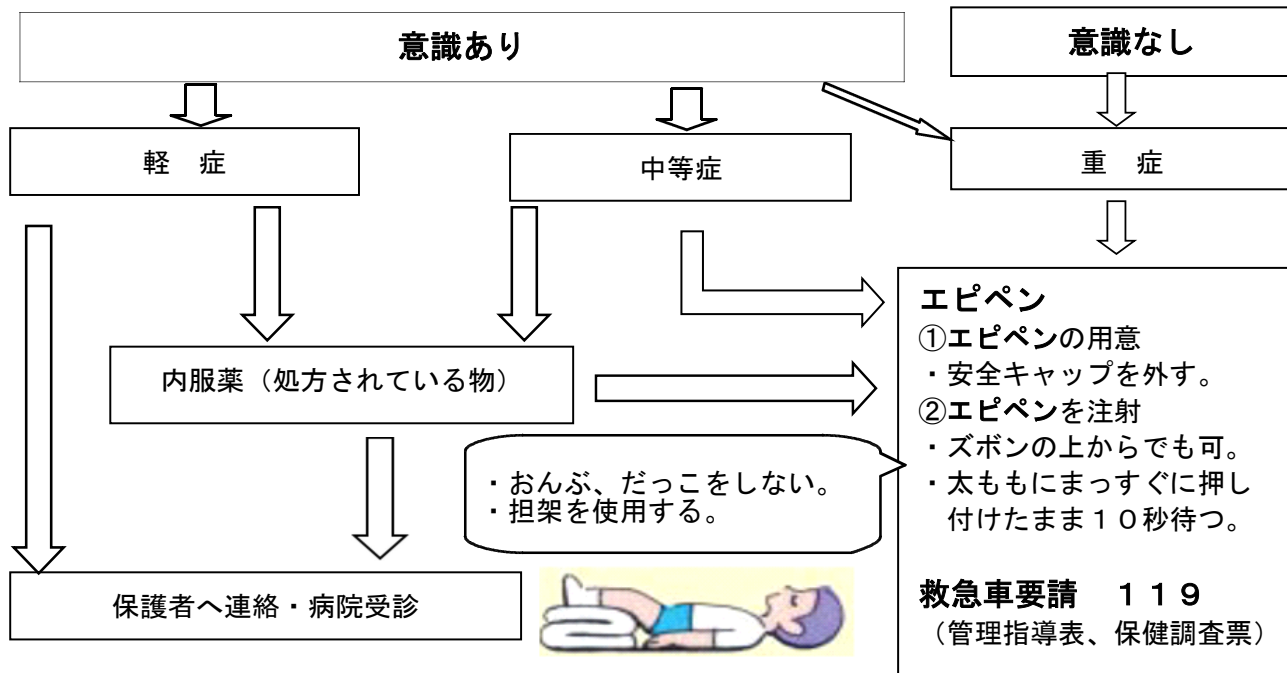 意識あり
意識なし
軽　症
中等症
重　症
内服薬（処方されている物）
・おんぶ、だっこをしない。
・担架を使用する。
保護者へ連絡・病院受診
エピペン
①エピペンの用意
・安全キャップを外す。
②エピペンを注射
・ズボンの上からでも可。
・太ももにまっすぐに押し
付けたまま１０秒待つ。
救急車要請　１１９
（管理指導表、保健調査票）